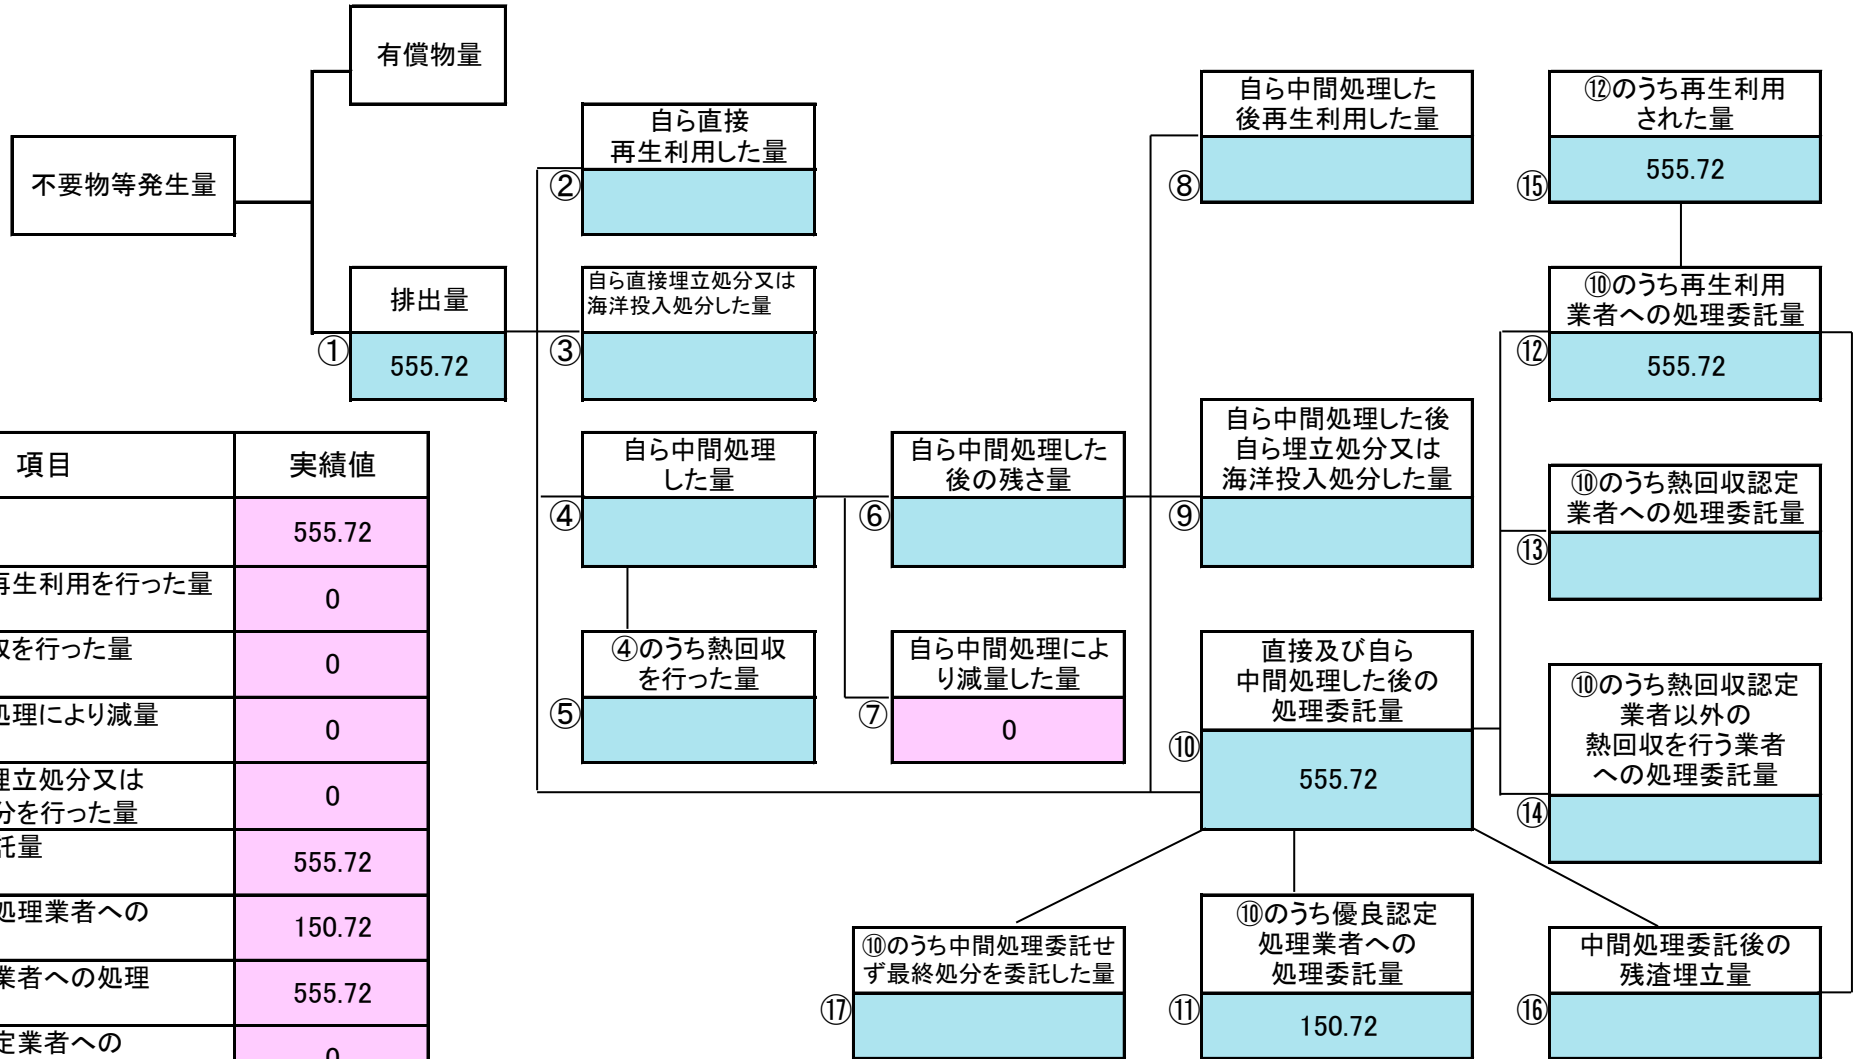 有償物量
不要物等発生量
排出量
①
555.72
自ら直接
再生利用した量
②
自ら直接埋立処分又は
海洋投入処分した量
③
自ら中間処理
した量
④
④のうち熱回収
を行った量
⑤
自ら中間処理した
後の残さ量
⑥
自ら中間処理によ
り減量した量
⑦
0
自ら中間処理した
後再生利用した量
⑧
自ら中間処理した後
自ら埋立処分又は
海洋投入処分した量
⑨
直接及び自ら
中間処理した後の
処理委託量
⑩
555.72
⑫のうち再生利用
された量
⑮
555.72
⑩のうち再生利用
業者への処理委託量
⑫
555.72
⑩のうち熱回収認定
業者への処理委託量
⑬
⑩のうち熱回収認定
業者以外の
熱回収を行う業者
への処理委託量
⑭
⑩のうち中間処理委託せ
ず最終処分を委託した量
⑰
⑩のうち優良認定
処理業者への
処理委託量
⑪
150.72
中間処理委託後の
残渣埋立量
⑯
項目 実績値
555.72
再生利用を行った量 0
を行った量 0
処理により減量 0
埋立処分又は
分を行った量 0
託量 555.72
処理業者への 150.72
業者への処理 555.72
定業者への 0